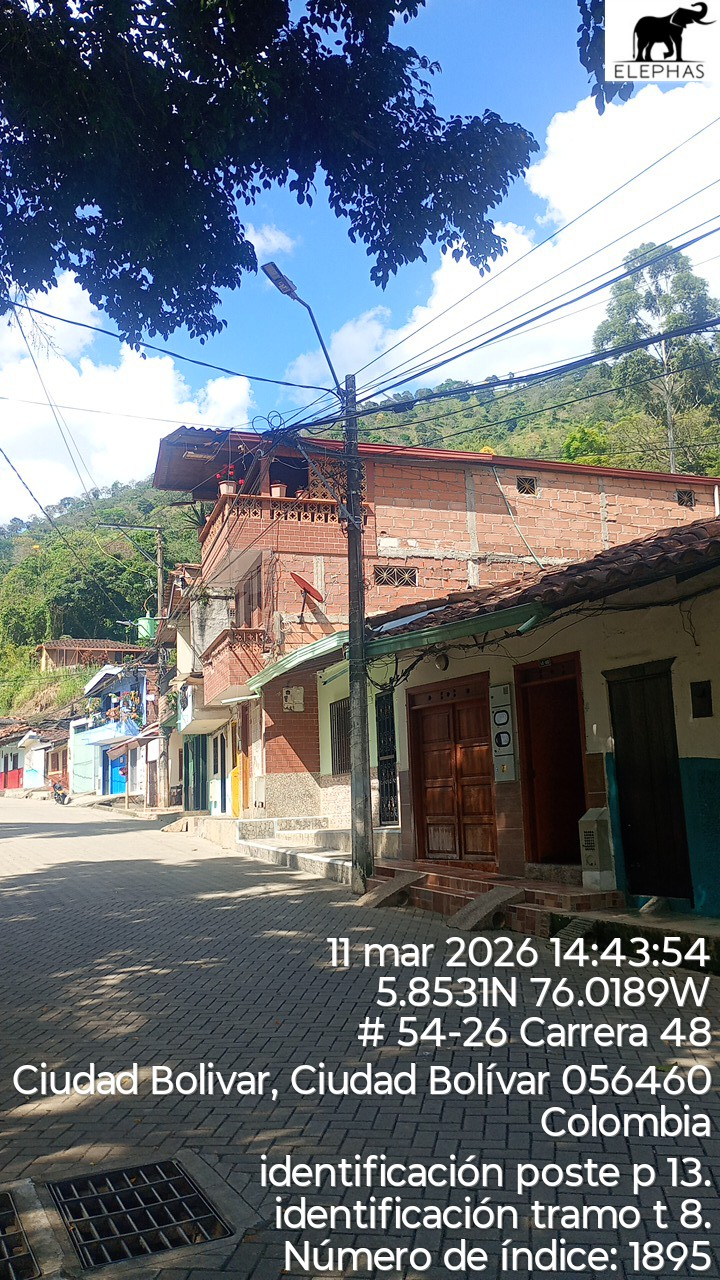 ELEPHAS
11 mar 2026 14:43:54
5.8531N 76.0189W
# 54-26 Carrera 48
Ciudad Bolivar, Ciudad Bolívar 056460
Colombia
identificación poste p 13.
identificación tramo t 8.
Número de índice: 1895